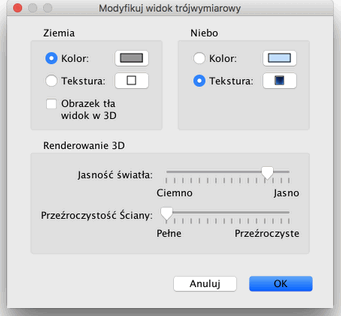 Modyfikuj widok trójwymiarowy
Ziemia
Kolor:
Tekstura:
Obrazek tła
widok w 3D
Niebo
Kolor:
Tekstura:
Renderowanie 3D
Jasność światła:
Ciemno Jasno
Przeźroczystość Ściany:
Pełne Przeźroczyste
Anuluj OK